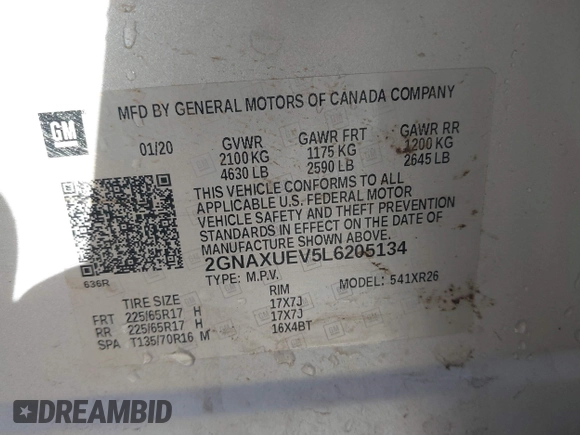 MFD BY GENERAL MOTORS OF CANADA COMPANY
GM
01/20 GVWR GAWR FRT GAWR RR
2100 KG 1175 KG 1200 KG
4630 LB 2590 LB 2645 LB
THIS VEHICLE CONFORMS TO ALL
APPLICABLE U.S. FEDERAL MOTOR
VEHICLE SAFETY AND THEFT PREVENTION
STANDARDS IN EFFECT ON THE DATE OF
MANUFACTURE SHOWN ABOVE.
2GNAXUEV5L6205134
636R
TYPE: M.P.V. MODEL: 541XR26
TIRE SIZE RIM
FRT 225/65R17 H 17X7J
RR 225/65R17 H 17X7J
SPA T135/70R16 M 16X4BT
DREAMBID